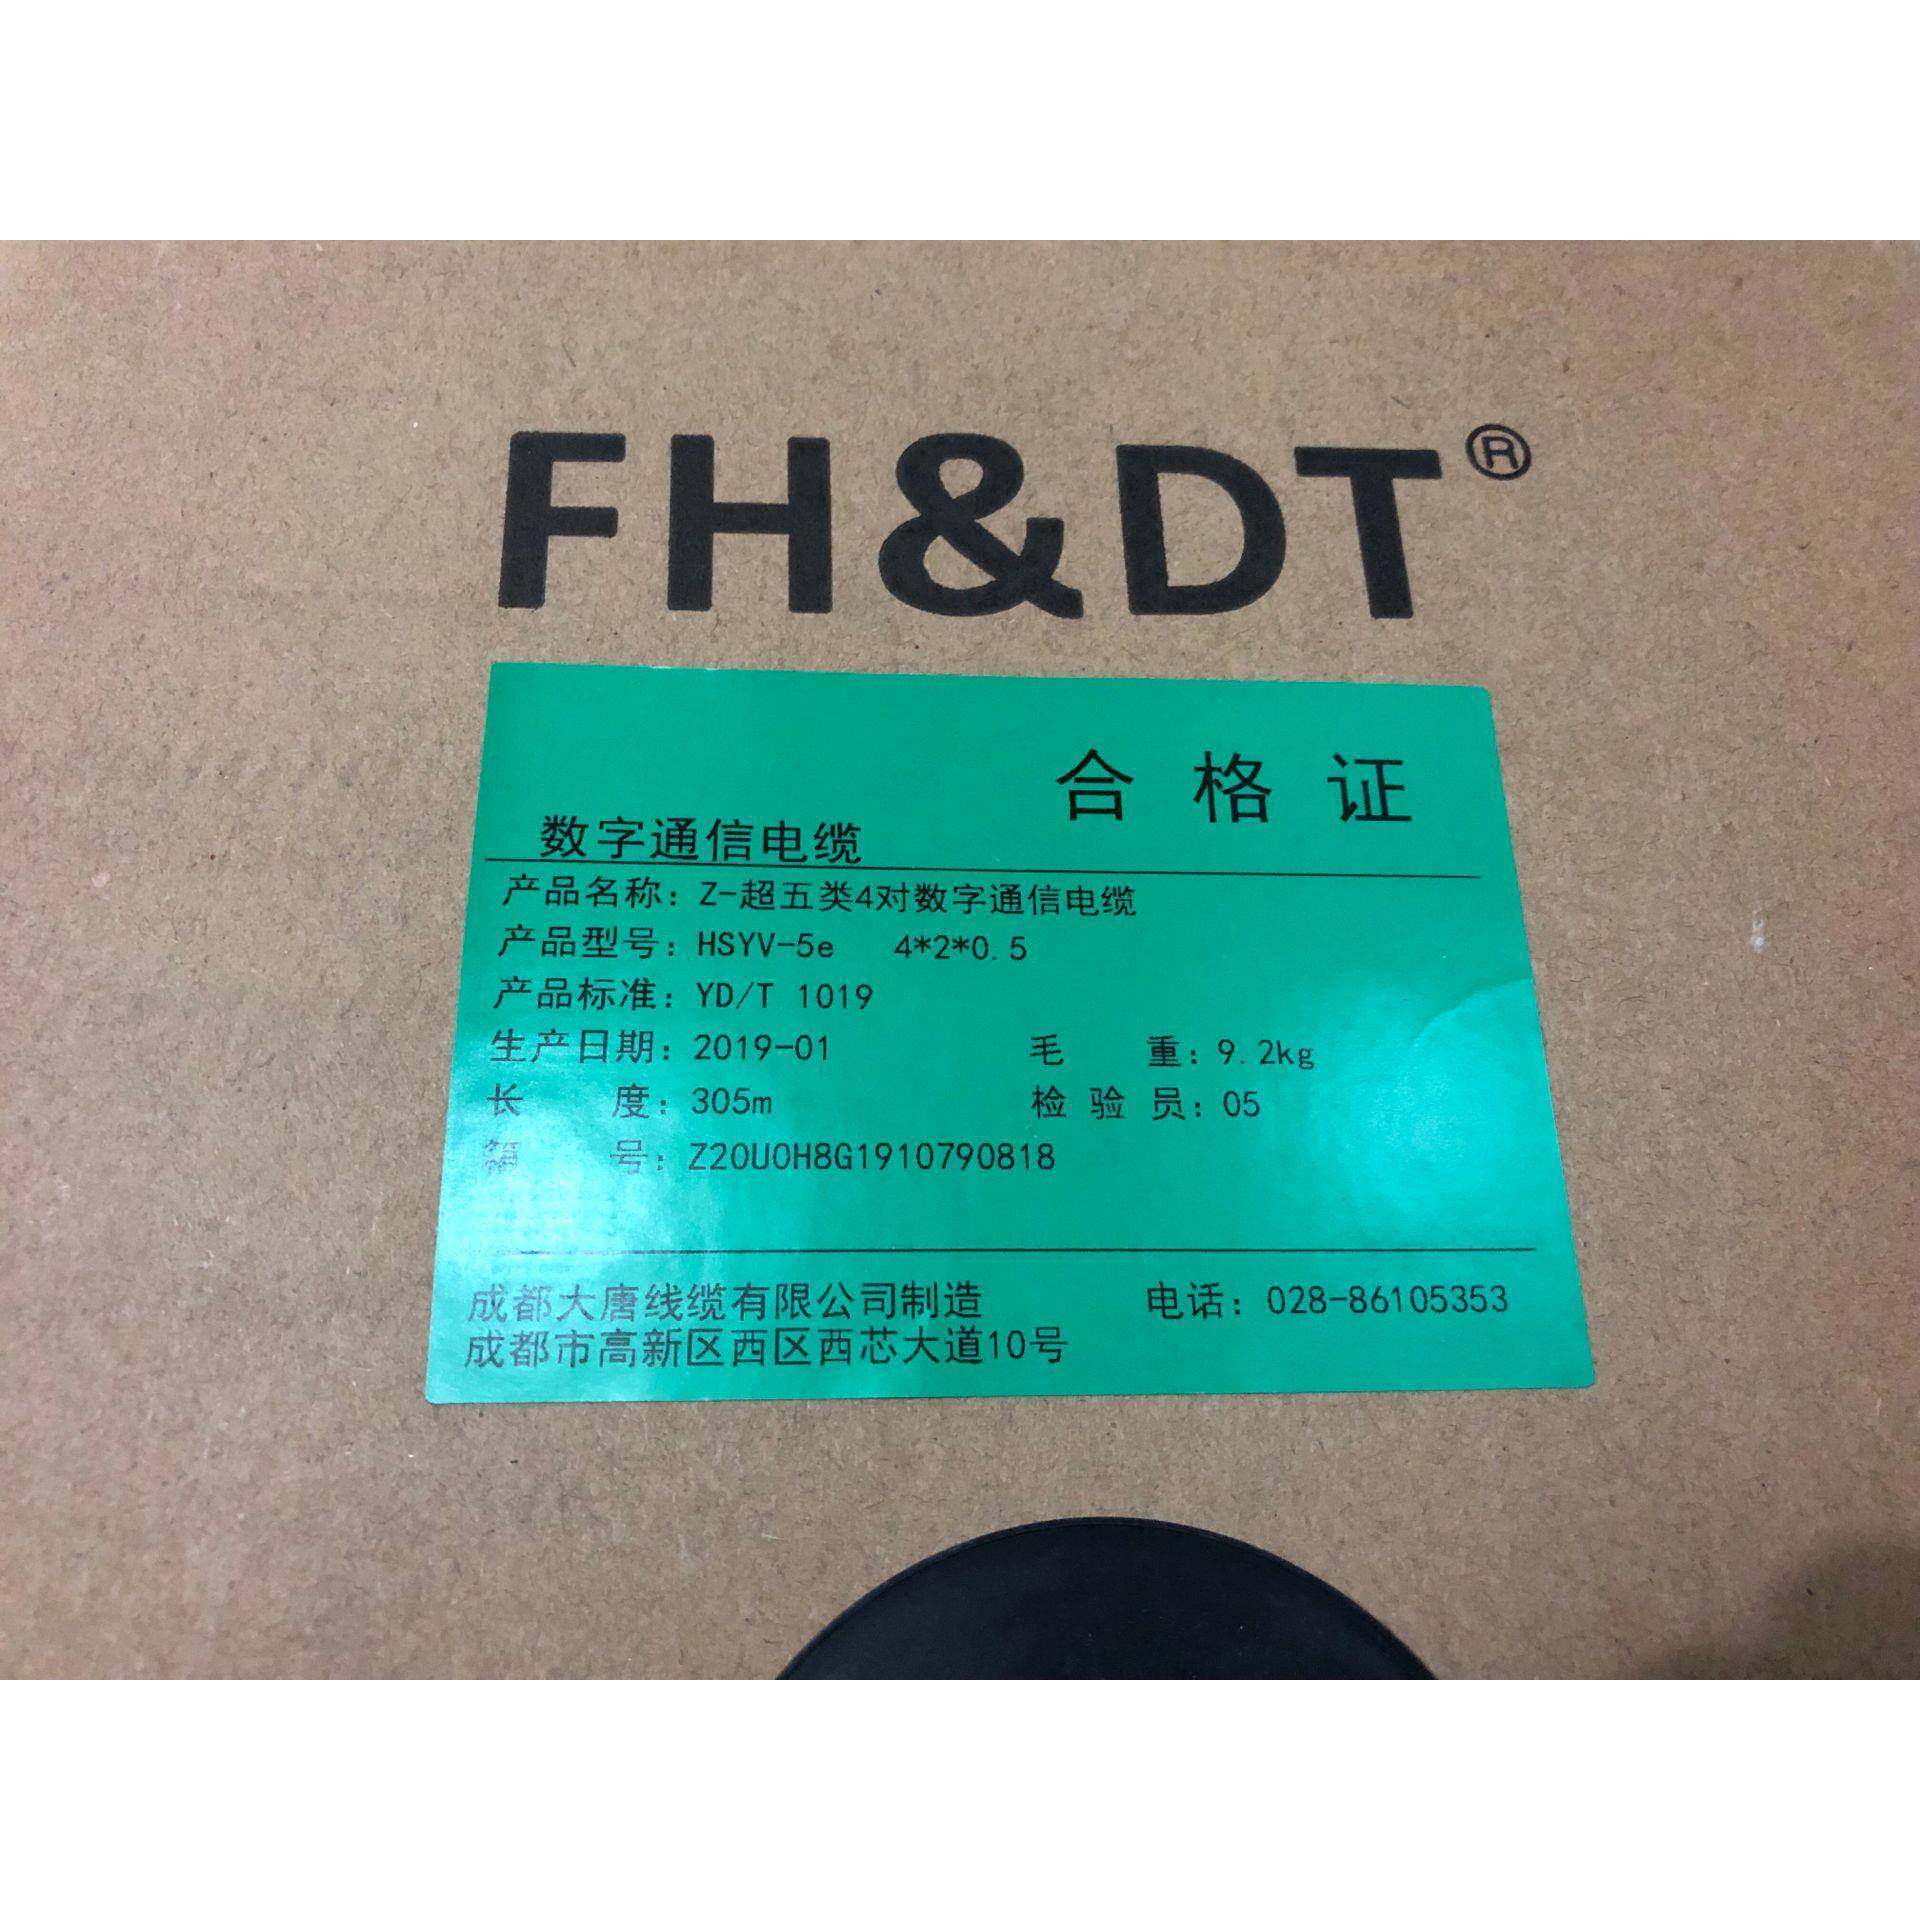 FH&DT®
合格证
数字通信电缆
产品名称：Z-超五类4对数字通信电缆
产品型号：HSYV-5e 4*2*0.5
产品标准：YD/T 1019
生产日期：2019-01 毛 重：9.2kg
长 度：305m 检 验 员：05
箱 号：Z20U0H8G1910790818
成都大唐线缆有限公司制造 电话：028-86105353
成都市高新区西区西芯大道10号